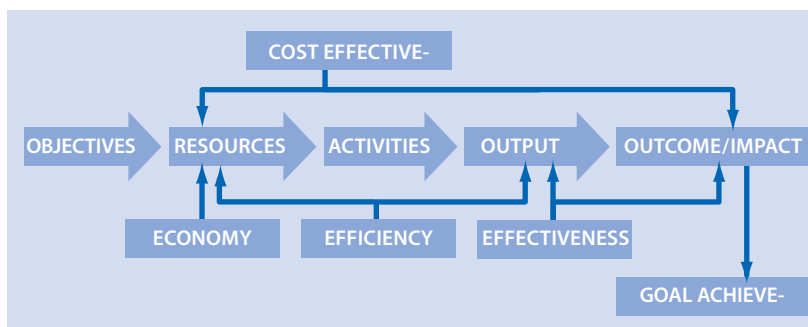 COST EFFECTIVE-
OBJECTIVES
RESOURCES
ACTIVITIES
OUTPUT
OUTCOME/IMPACT
ECONOMY
EFFICIENCY
EFFECTIVENESS
GOAL ACHIEVE-